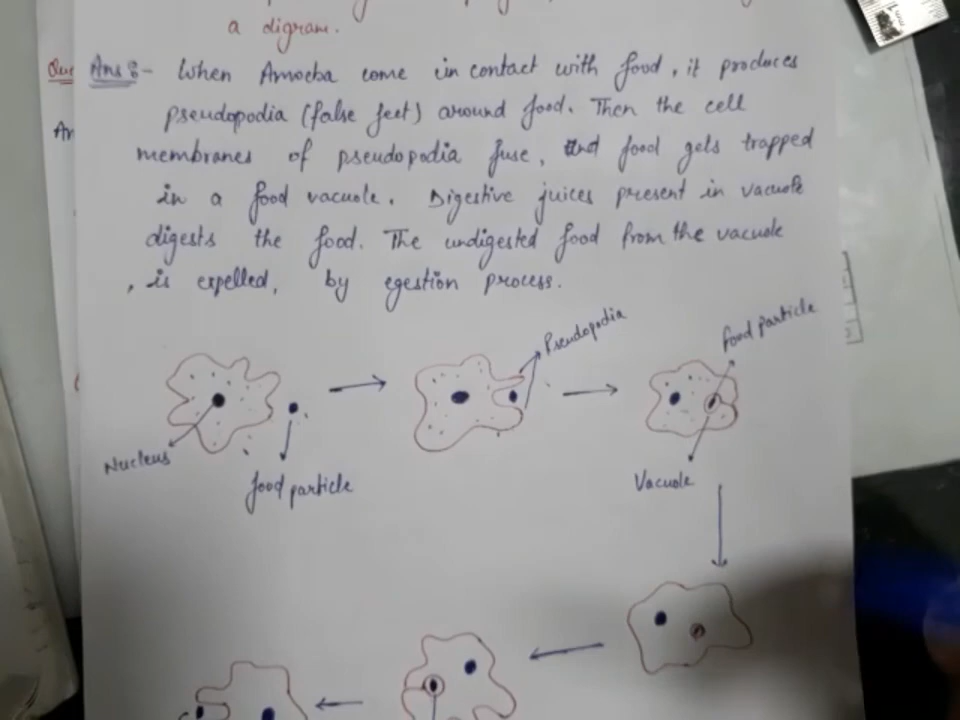 a digram.
Ans :- When Amoeba come in contact with food, it produces
pseudopodia (false feet) around food. Then the cell
membranes of pseudopodia fuse, and food gets trapped
in a food vacuole. Digestive juices present in vacuole
digests the food. The undigested food from the vacuole
, is expelled, by egestion process.
Pseudopodia
food particle
Nucleus
food particle
Vacuole